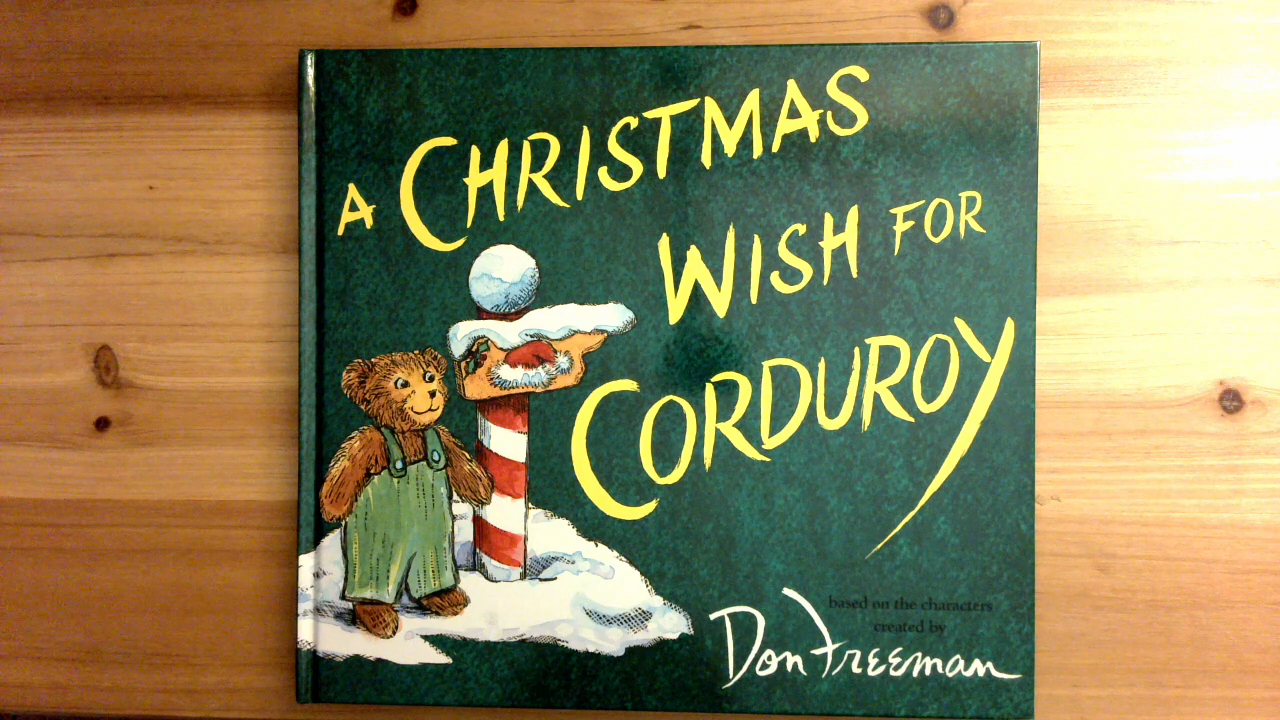 A CHRISTMAS
WISH FOR
CORDUROY
based on the characters
created by
Don Freeman